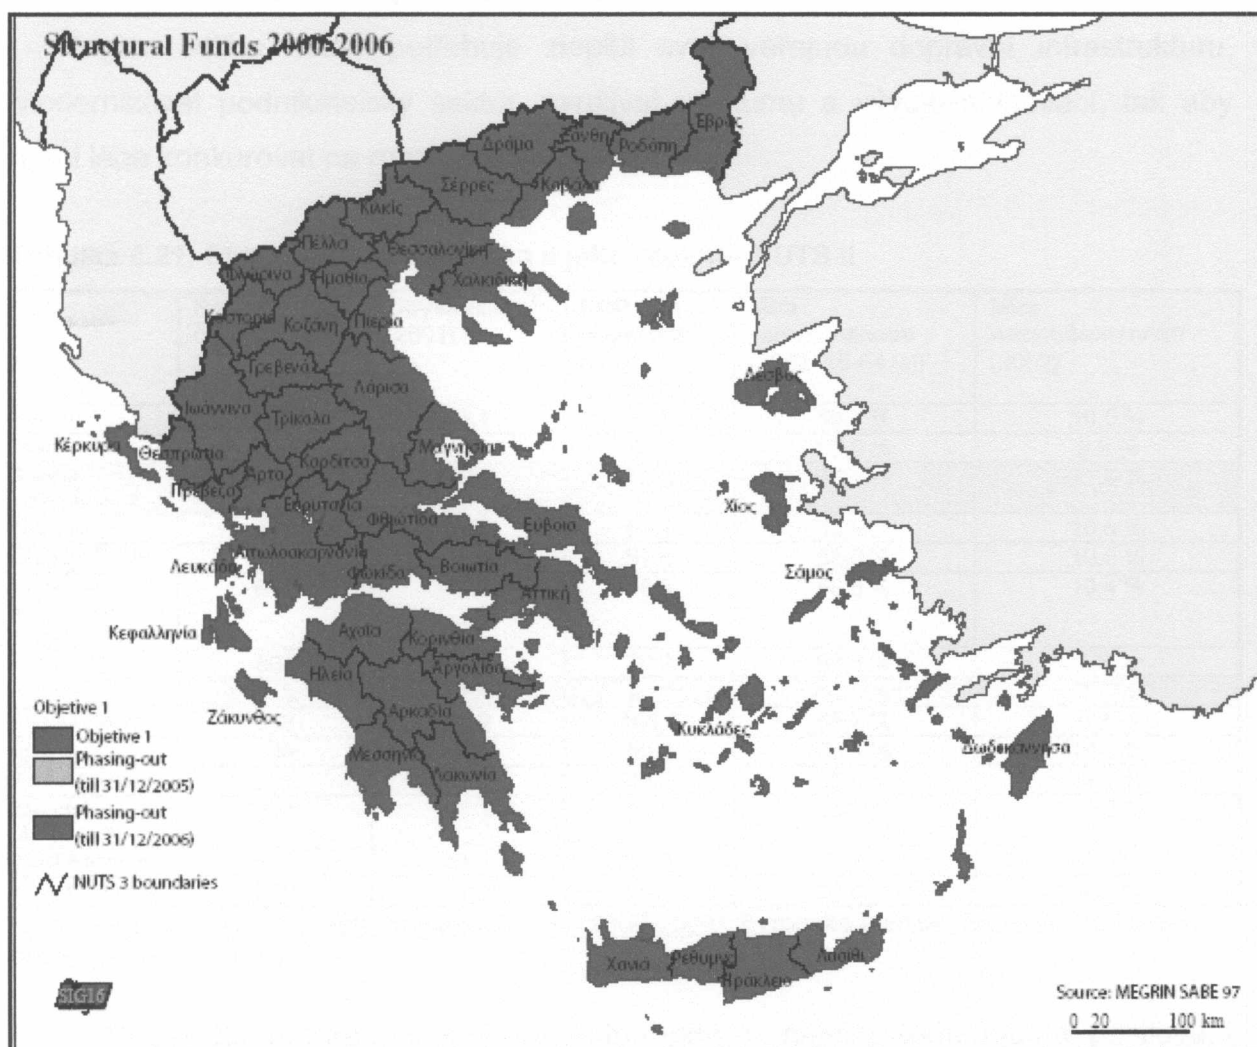 Structural Funds 2000-2006
Έβρος
Ξάνθη
Ροδόπη
Δράμα
Καβάλα
Σέρρες
Κιλκίς
Πέλλα
Θεσσαλονίκη
Φλώρινα
Ημαθία
Χαλκιδική
Καστοριά
Κοζάνη
Πιερία
Γρεβενά
Λάρισα
Λέσβος
Ιωάννινα
Τρίκαλα
Κέρκυρα
Θεσπρωτία
Μαγνησία
Καρδίτσα
Άρτα
Πρέβεζα
Ευρυτανία
Χίος
Φθιώτιδα
Εύβοια
Αιτωλοακαρνανία
Λευκάδα
Φωκίδα
Βοιωτία
Σάμος
Αττική
Κεφαλληνία
Αχαΐα
Κορινθία
Ηλεία
Αργολίδα
Ζάκυνθος
Αρκαδία
Κυκλάδες
Μεσσηνία
Λακωνία
Δωδεκάννησα
Objetive 1
Objetive 1
Phasing-out
(till 31/12/2005)
Phasing-out
(till 31/12/2006)
NUTS 3 boundaries
Χανιά
Ρέθυμνο
Ηράκλειο
Λασίθι
SIG16
Source: MEGRIN SABE 97
0 20 100 km